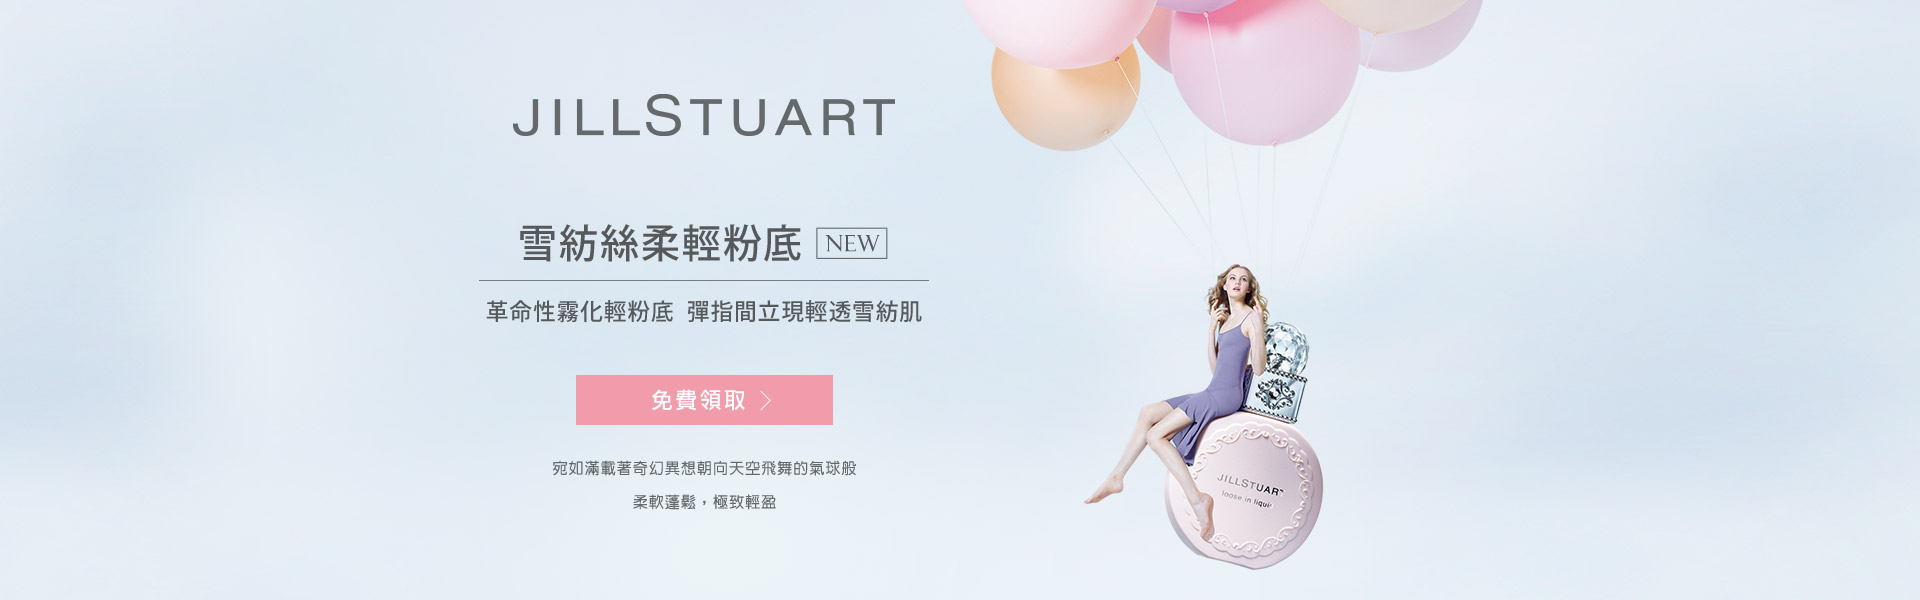 JILLSTUART
雪紡絲柔輕粉底 NEW
革命性霧化輕粉底 彈指間立現輕透雪紡肌
免費領取 >
宛如滿載著奇幻異想朝向天空飛舞的氣球般
柔軟蓬鬆，極致輕盈
JILLSTUAR
loose in liqui